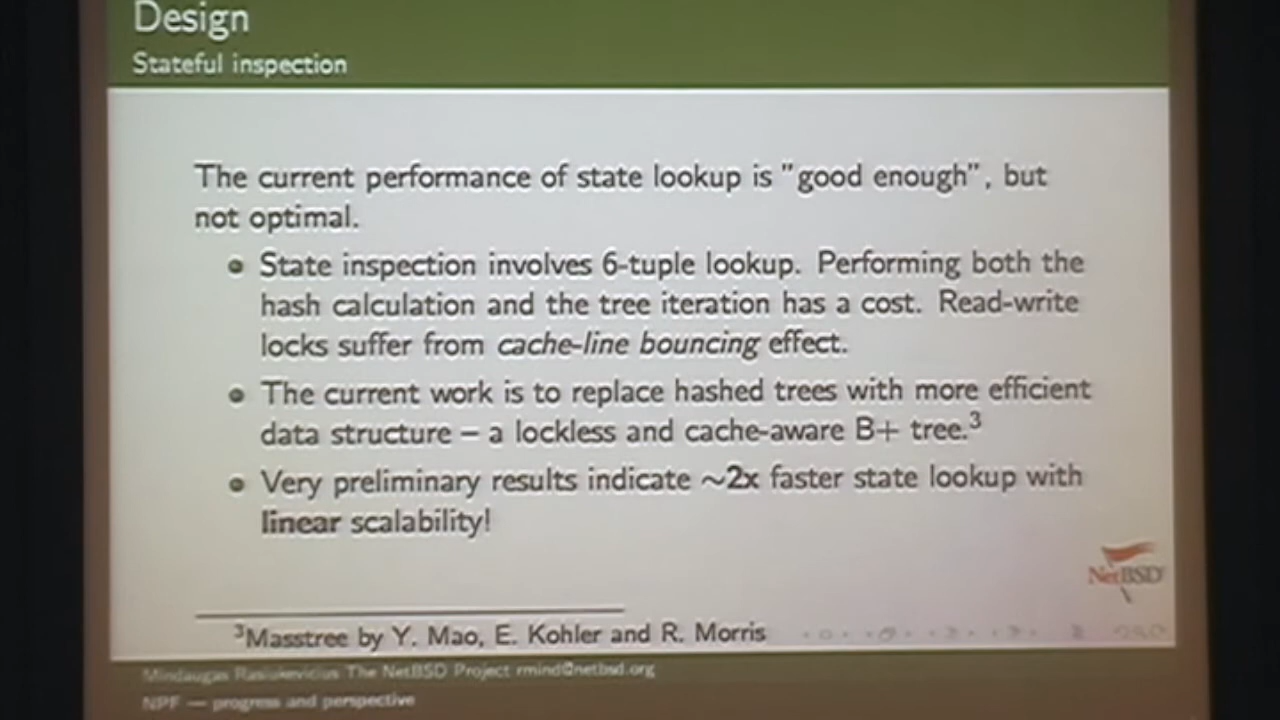 Design
Stateful inspection
The current performance of state lookup is "good enough", but
not optimal.
State inspection involves 6-tuple lookup. Performing both the
hash calculation and the tree iteration has a cost. Read-write
locks suffer from cache-line bouncing effect.
The current work is to replace hashed trees with more efficient
data structure – a lockless and cache-aware B+ tree.3
Very preliminary results indicate ~2x faster state lookup with
linear scalability!
NetBSD
3Masstree by Y. Mao, E. Kohler and R. Morris
Mindaugas Rasiukevicius The NetBSD Project rmind@netbsd.org
NPF — progress and perspective